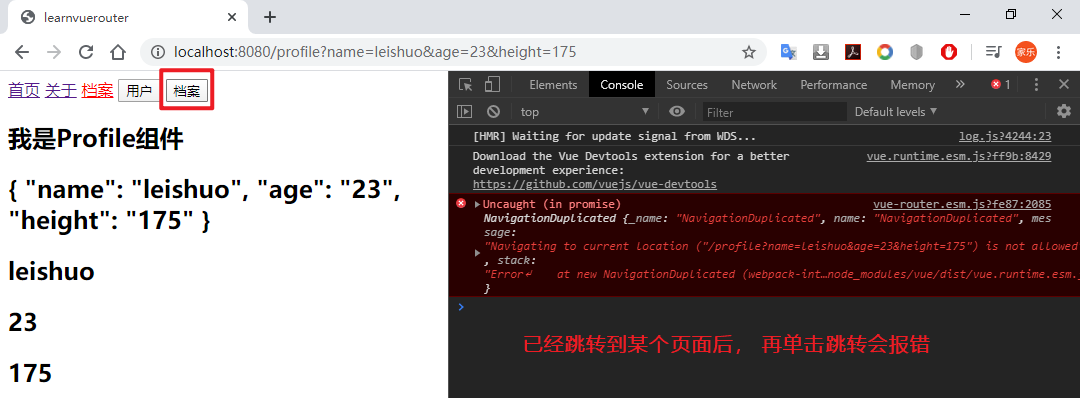 learnvuerouter
localhost:8080/profile?name=leishuo&age=23&height=175
家乐
首页 关于 档案 用户 档案
我是Profile组件
{ "name": "leishuo", "age": "23",
"height": "175" }
leishuo
23
175
Elements Console Sources Network Performance Memory » 1
top Filter Default levels
[HMR] Waiting for update signal from WDS... log.js?4244:23
Download the Vue Devtools extension for a better vue.runtime.esm.js?ff9b:8429
development experience:
https://github.com/vuejs/vue-devtools
Uncaught (in promise) vue-router.esm.js?fe87:2085
NavigationDuplicated {_name: "NavigationDuplicated", name: "NavigationDuplicated", mes
sage:
"Navigating to current location ("/profile?name=leishuo&age=23&height=175") is not allowed
, stack:
"Error↵    at new NavigationDuplicated (webpack-int…node_modules/vue/dist/vue.runtime.esm.
}
已经跳转到某个页面后， 再单击跳转会报错